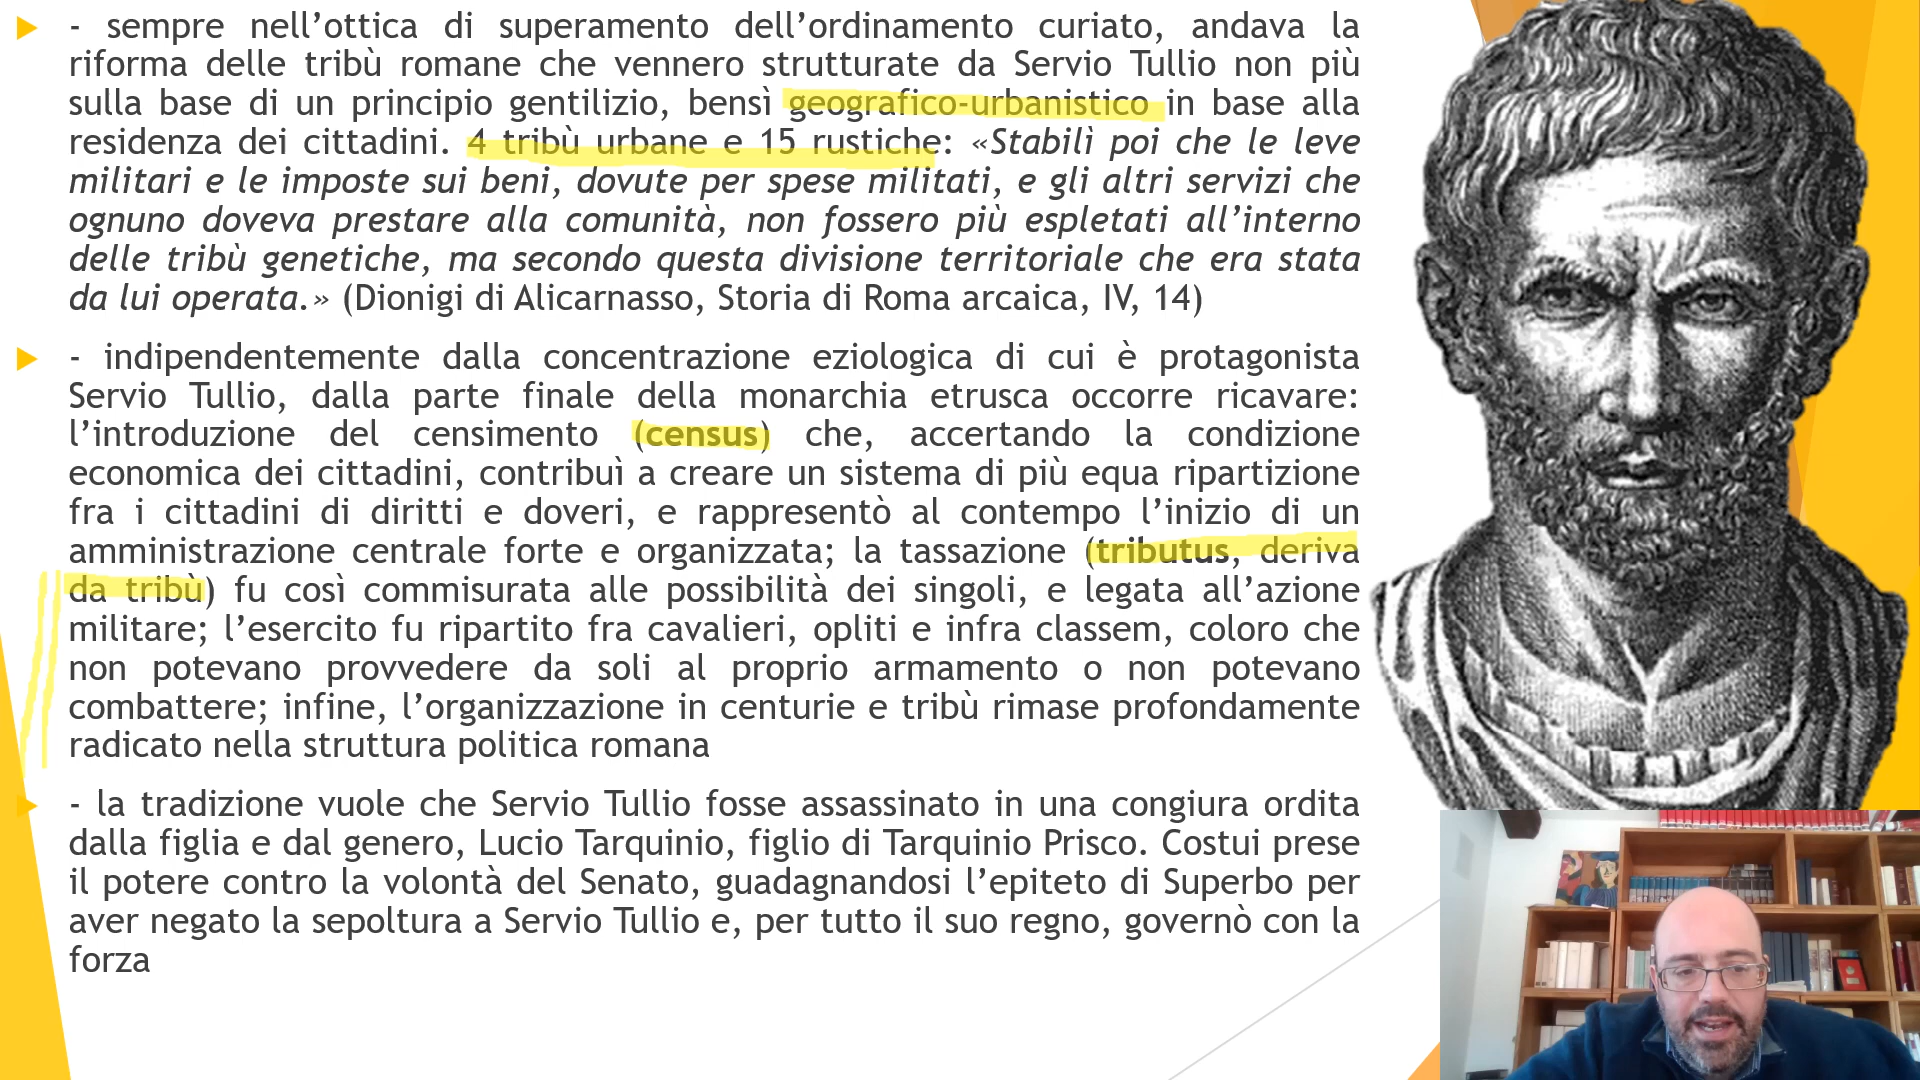 - sempre nell’ottica di superamento dell’ordinamento curiato, andava la
riforma delle tribù romane che vennero strutturate da Servio Tullio non più
sulla base di un principio gentilizio, bensì geografico-urbanistico in base alla
residenza dei cittadini. 4 tribù urbane e 15 rustiche: «Stabilì poi che le leve
militari e le imposte sui beni, dovute per spese militati, e gli altri servizi che
ognuno doveva prestare alla comunità, non fossero più espletati all’interno
delle tribù genetiche, ma secondo questa divisione territoriale che era stata
da lui operata.» (Dionigi di Alicarnasso, Storia di Roma arcaica, IV, 14)
- indipendentemente dalla concentrazione eziologica di cui è protagonista
Servio Tullio, dalla parte finale della monarchia etrusca occorre ricavare:
l’introduzione del censimento (census) che, accertando la condizione
economica dei cittadini, contribuì a creare un sistema di più equa ripartizione
fra i cittadini di diritti e doveri, e rappresentò al contempo l’inizio di un
amministrazione centrale forte e organizzata; la tassazione (tributus, deriva
da tribù) fu così commisurata alle possibilità dei singoli, e legata all’azione
militare; l’esercito fu ripartito fra cavalieri, opliti e infra classem, coloro che
non potevano provvedere da soli al proprio armamento o non potevano
combattere; infine, l’organizzazione in centurie e tribù rimase profondamente
radicato nella struttura politica romana
- la tradizione vuole che Servio Tullio fosse assassinato in una congiura ordita
dalla figlia e dal genero, Lucio Tarquinio, figlio di Tarquinio Prisco. Costui prese
il potere contro la volontà del Senato, guadagnandosi l’epiteto di Superbo per
aver negato la sepoltura a Servio Tullio e, per tutto il suo regno, governò con la
forza